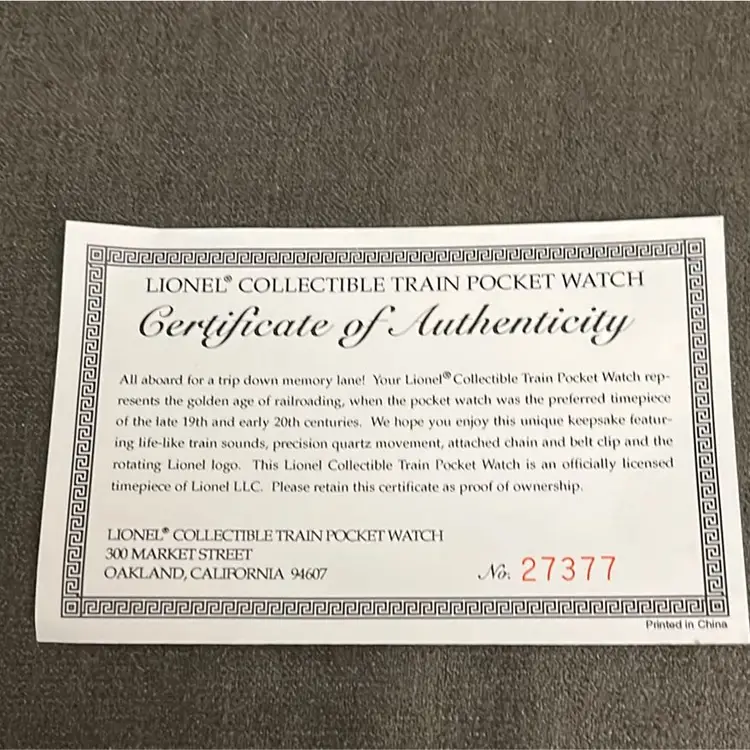 LIONEL® COLLECTIBLE TRAIN POCKET WATCH
Certificate of Authenticity
All aboard for a trip down memory lane! Your Lionel® Collectible Train Pocket Watch rep-
resents the golden age of railroading, when the pocket watch was the preferred timepiece
of the late 19th and early 20th centuries. We hope you enjoy this unique keepsake featur-
ing life-like train sounds, precision quartz movement, attached chain and belt clip and the
rotating Lionel logo. This Lionel Collectible Train Pocket Watch is an officially licensed
timepiece of Lionel LLC. Please retain this certificate as proof of ownership.
LIONEL® COLLECTIBLE TRAIN POCKET WATCH
300 MARKET STREET
OAKLAND, CALIFORNIA 94607
No. 27377
Printed in China